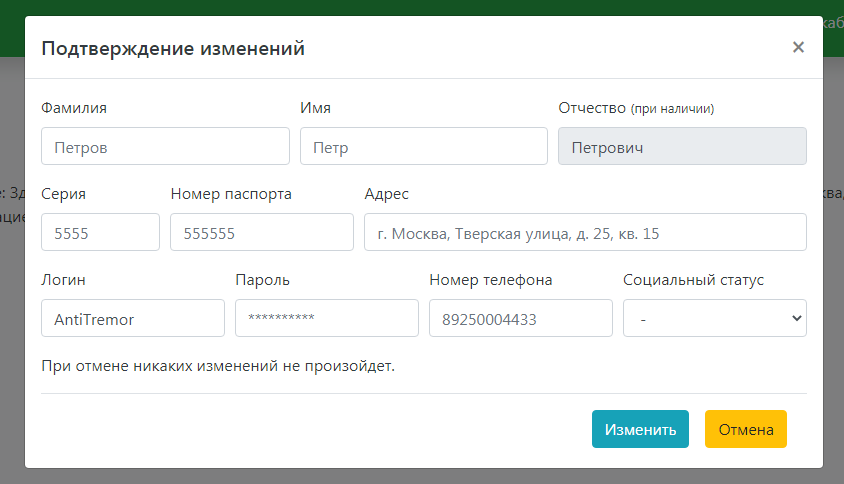 каб
Подтверждение изменений ×
Фамилия Имя Отчество (при наличии)
Петров Петр Петрович
Серия Номер паспорта Адрес
5555 555555 г. Москва, Тверская улица, д. 25, кв. 15
Логин Пароль Номер телефона Социальный статус
AntiTremor ********** 89250004433 -
При отмене никаких изменений не произойдет.
Изменить Отмена